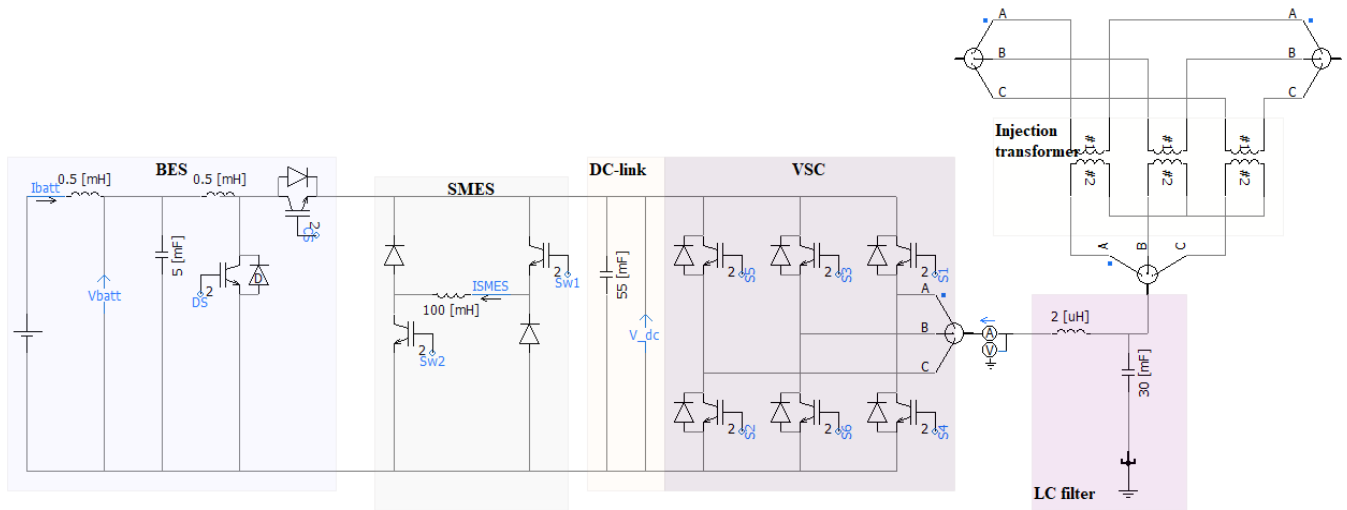 A
A
B
B
C
C
Injection
transformer
#1
#1
#1
#2
#2
#2
A
B
C
BES
Ibatt
0.5 [mH]
0.5 [mH]
2
CS
5 [mF]
Vbatt
D
2
DS
SMES
2
Sw1
ISMES
100 [mH]
2
Sw2
DC-link
55 [mF]
V_dc
VSC
2
S5
2
S3
2
S1
A
B
C
2
S2
2
S6
2
S4
A
V
2 [uH]
30 [mF]
LC filter